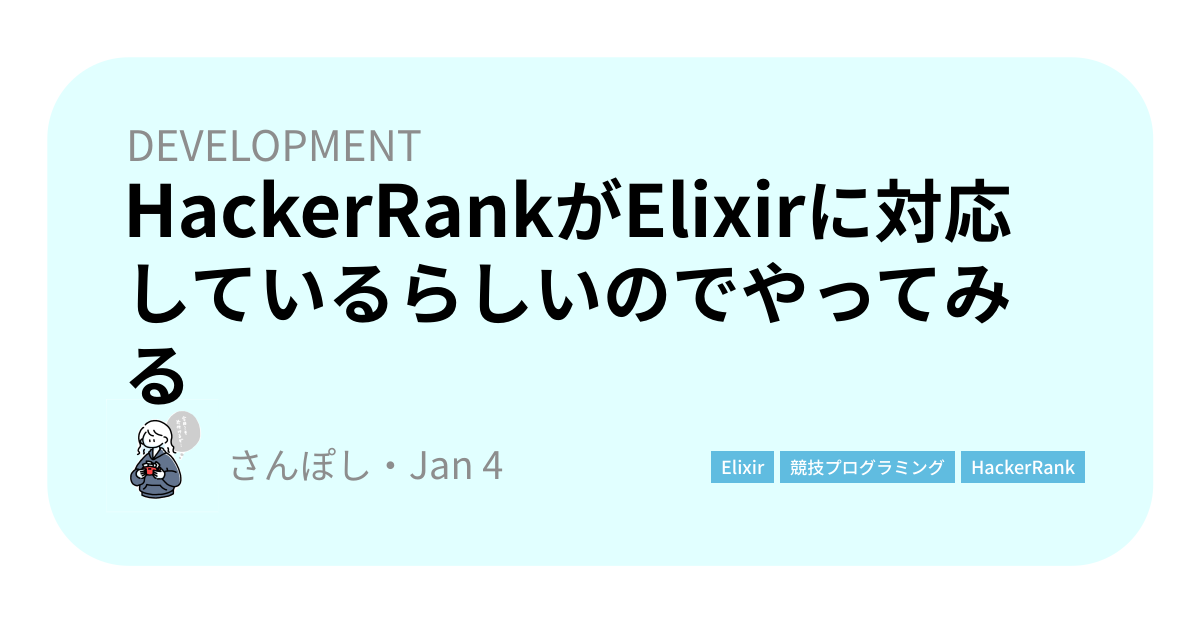 DEVELOPMENT
HackerRankがElixirに対応
しているらしいのでやってみ
る
さんぽし・Jan 4
Elixir
競技プログラミング
HackerRank